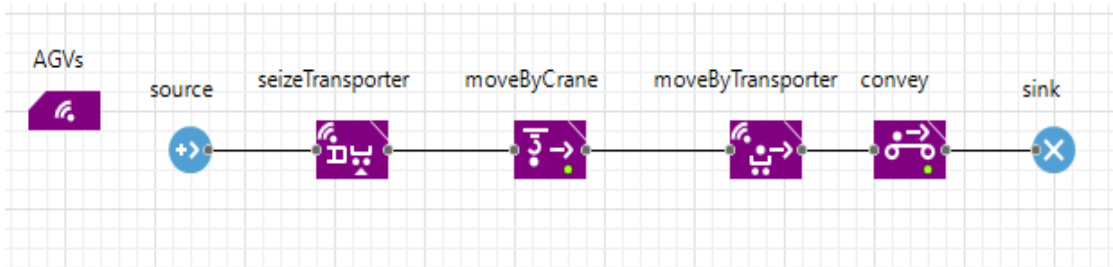 AGVs
source
seizeTransporter
moveByCrane
moveByTransporter
convey
sink